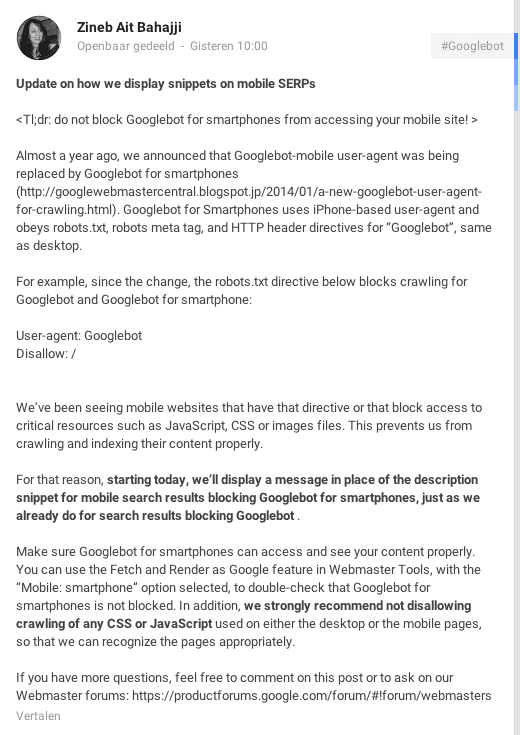 Zineb Ait Bahajji
Openbaar gedeeld - Gisteren 10:00
#Googlebot
Update on how we display snippets on mobile SERPs
<Tl;dr: do not block Googlebot for smartphones from accessing your mobile site! >
Almost a year ago, we announced that Googlebot-mobile user-agent was being
replaced by Googlebot for smartphones
(http://googlewebmastercentral.blogspot.jp/2014/01/a-new-googlebot-user-agent-
for-crawling.html). Googlebot for Smartphones uses iPhone-based user-agent and
obeys robots.txt, robots meta tag, and HTTP header directives for “Googlebot”, same
as desktop.
For example, since the change, the robots.txt directive below blocks crawling for
Googlebot and Googlebot for smartphone:
User-agent: Googlebot
Disallow: /
We’ve been seeing mobile websites that have that directive or that block access to
critical resources such as JavaScript, CSS or images files. This prevents us from
crawling and indexing their content properly.
For that reason, starting today, we’ll display a message in place of the description
snippet for mobile search results blocking Googlebot for smartphones, just as we
already do for search results blocking Googlebot .
Make sure Googlebot for smartphones can access and see your content properly.
You can use the Fetch and Render as Google feature in Webmaster Tools, with the
“Mobile: smartphone” option selected, to double-check that Googlebot for
smartphones is not blocked. In addition, we strongly recommend not disallowing
crawling of any CSS or JavaScript used on either the desktop or the mobile pages,
so that we can recognize the pages appropriately.
If you have more questions, feel free to comment on this post or to ask on our
Webmaster forums: https://productforums.google.com/forum/#!forum/webmasters
Vertalen